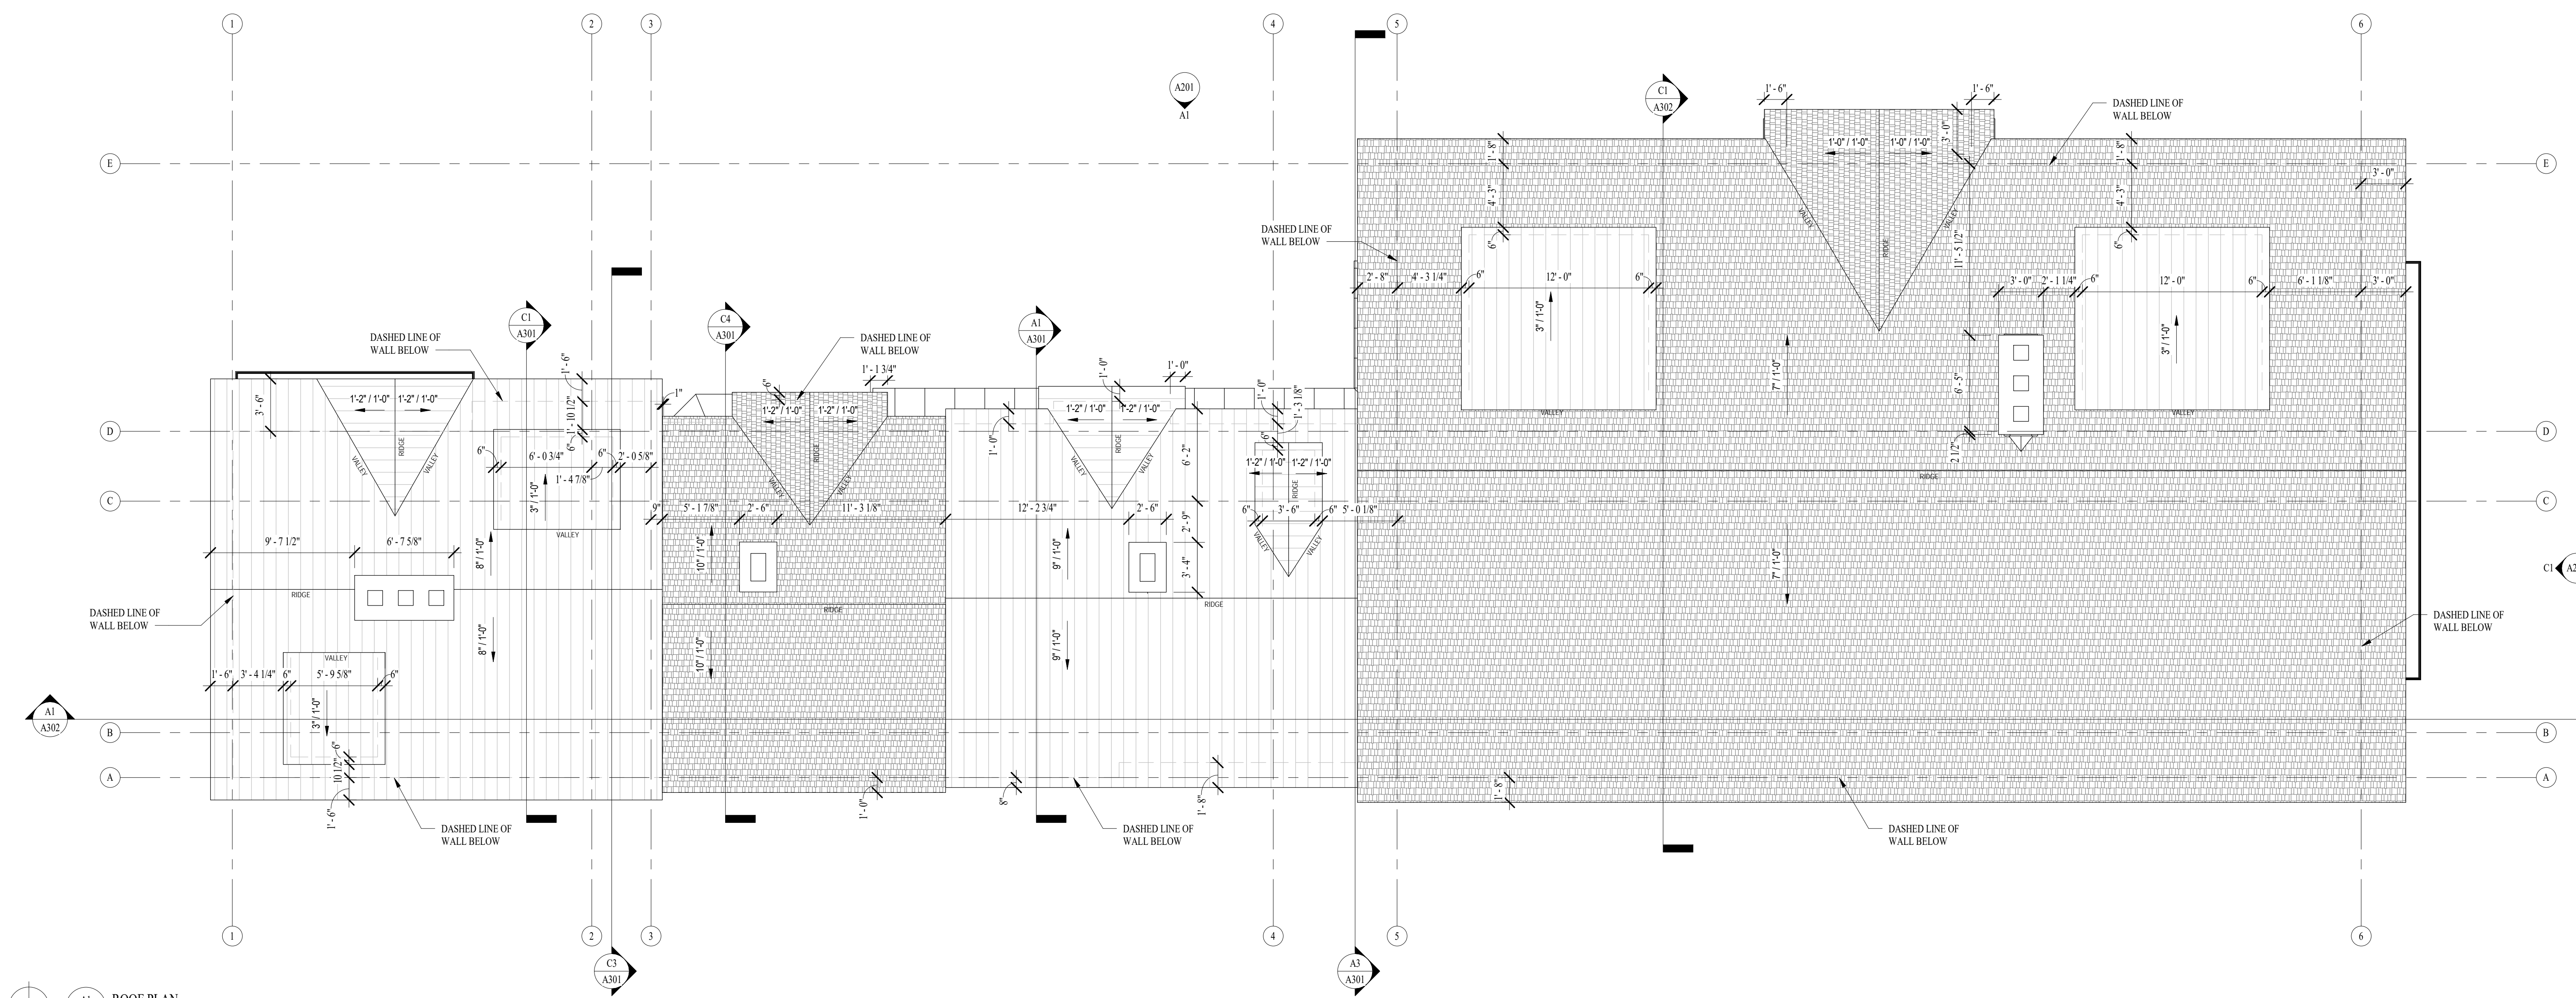 1
2
3
4
5
6
A201
A1
C1
A302
1' - 6"
1' - 6"
DASHED LINE OF
WALL BELOW
E
E
1' - 8"
4' - 3"
6"
1'-0" / 1'-0"
1'-0" / 1'-0"
3' - 0"
1' - 8"
4' - 3"
6"
3' - 0"
VALLEY
VALLEY
RIDGE
11' - 5 1/2"
DASHED LINE OF
WALL BELOW
2' - 8"
4' - 3 1/4"
6"
12' - 0"
6"
3' - 0"
2' - 1 1/4"
6"
12' - 0"
6"
6' - 1 1/8"
3' - 0"
3" / 1'-0"
3" / 1'-0"
7" / 1'-0"
6' - 5"
2 1/2"
VALLEY
VALLEY
C1
A301
C4
A301
A1
A301
DASHED LINE OF
WALL BELOW
DASHED LINE OF
WALL BELOW
1' - 6"
3' - 6"
1'-2" / 1'-0"
1'-2" / 1'-0"
1' - 10 1/2"
6"
1"
6"
1' - 1 3/4"
1'-2" / 1'-0"
1'-2" / 1'-0"
1' - 0"
1' - 0"
1'-2" / 1'-0"
1'-2" / 1'-0"
1' - 0"
1' - 0"
1' - 3 1/8"
6"
D
D
RIDGE
VALLEY
VALLEY
6"
6' - 0 3/4"
6"
2' - 0 5/8"
1' - 4 7/8"
3" / 1'-0"
VALLEY
RIDGE
VALLEY
VALLEY
RIDGE
VALLEY
VALLEY
6' - 2"
1'-2" / 1'-0"
1'-2" / 1'-0"
RIDGE
RIDGE
C
C
9"
5' - 1 7/8"
2' - 6"
11' - 3 1/8"
12' - 2 3/4"
2' - 6"
2' - 9"
6"
3' - 6"
6"
5' - 0 1/8"
VALLEY
VALLEY
9' - 7 1/2"
6' - 7 5/8"
8" / 1'-0"
10" / 1'-0"
9" / 1'-0"
3' - 4"
7" / 1'-0"
C1
RIDGE
RIDGE
RIDGE
DASHED LINE OF
WALL BELOW
DASHED LINE OF
WALL BELOW
8" / 1'-0"
10" / 1'-0"
9" / 1'-0"
VALLEY
1' - 6"
3' - 4 1/4"
6"
5' - 9 5/8"
6"
3" / 1'-0"
A1
A302
B
B
6"
10 1/2"
1' - 6"
A
A
1' - 0"
8"
1' - 8"
1' - 8"
DASHED LINE OF
WALL BELOW
DASHED LINE OF
WALL BELOW
DASHED LINE OF
WALL BELOW
1
2
3
4
5
6
C3
A301
A3
A301
ROOF PLAN